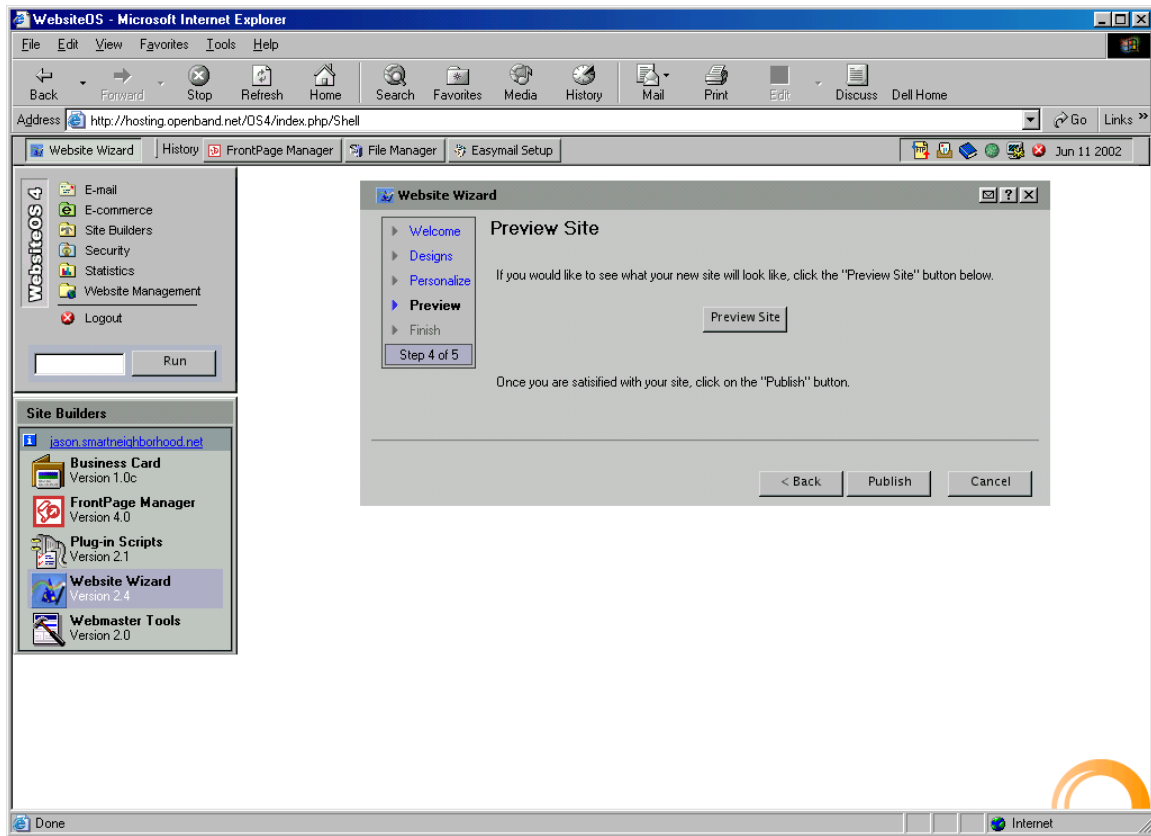 WebsiteOS - Microsoft Internet Explorer
File Edit View Favorites Tools Help
Back Forward Stop Refresh Home Search Favorites Media History Mail Print Edit Discuss Dell Home
Address http://hosting.openband.net/OS4/index.php/Shell Go Links »
Website Wizard History FrontPage Manager File Manager Easymail Setup Jun 11 2002
WebsiteOS 4
E-mail
E-commerce
Site Builders
Security
Statistics
Website Management
Logout
Run
Site Builders
jason.smartneighborhood.net
Business Card
Version 1.0c
FrontPage Manager
Version 4.0
Plug-in Scripts
Version 2.1
Website Wizard
Version 2.4
Webmaster Tools
Version 2.0
Website Wizard
Welcome
Designs
Personalize
Preview
Finish
Step 4 of 5
Preview Site
If you would like to see what your new site will look like, click the "Preview Site" button below.
Preview Site
Once you are satisified with your site, click on the "Publish" button.
< Back Publish Cancel
Done Internet